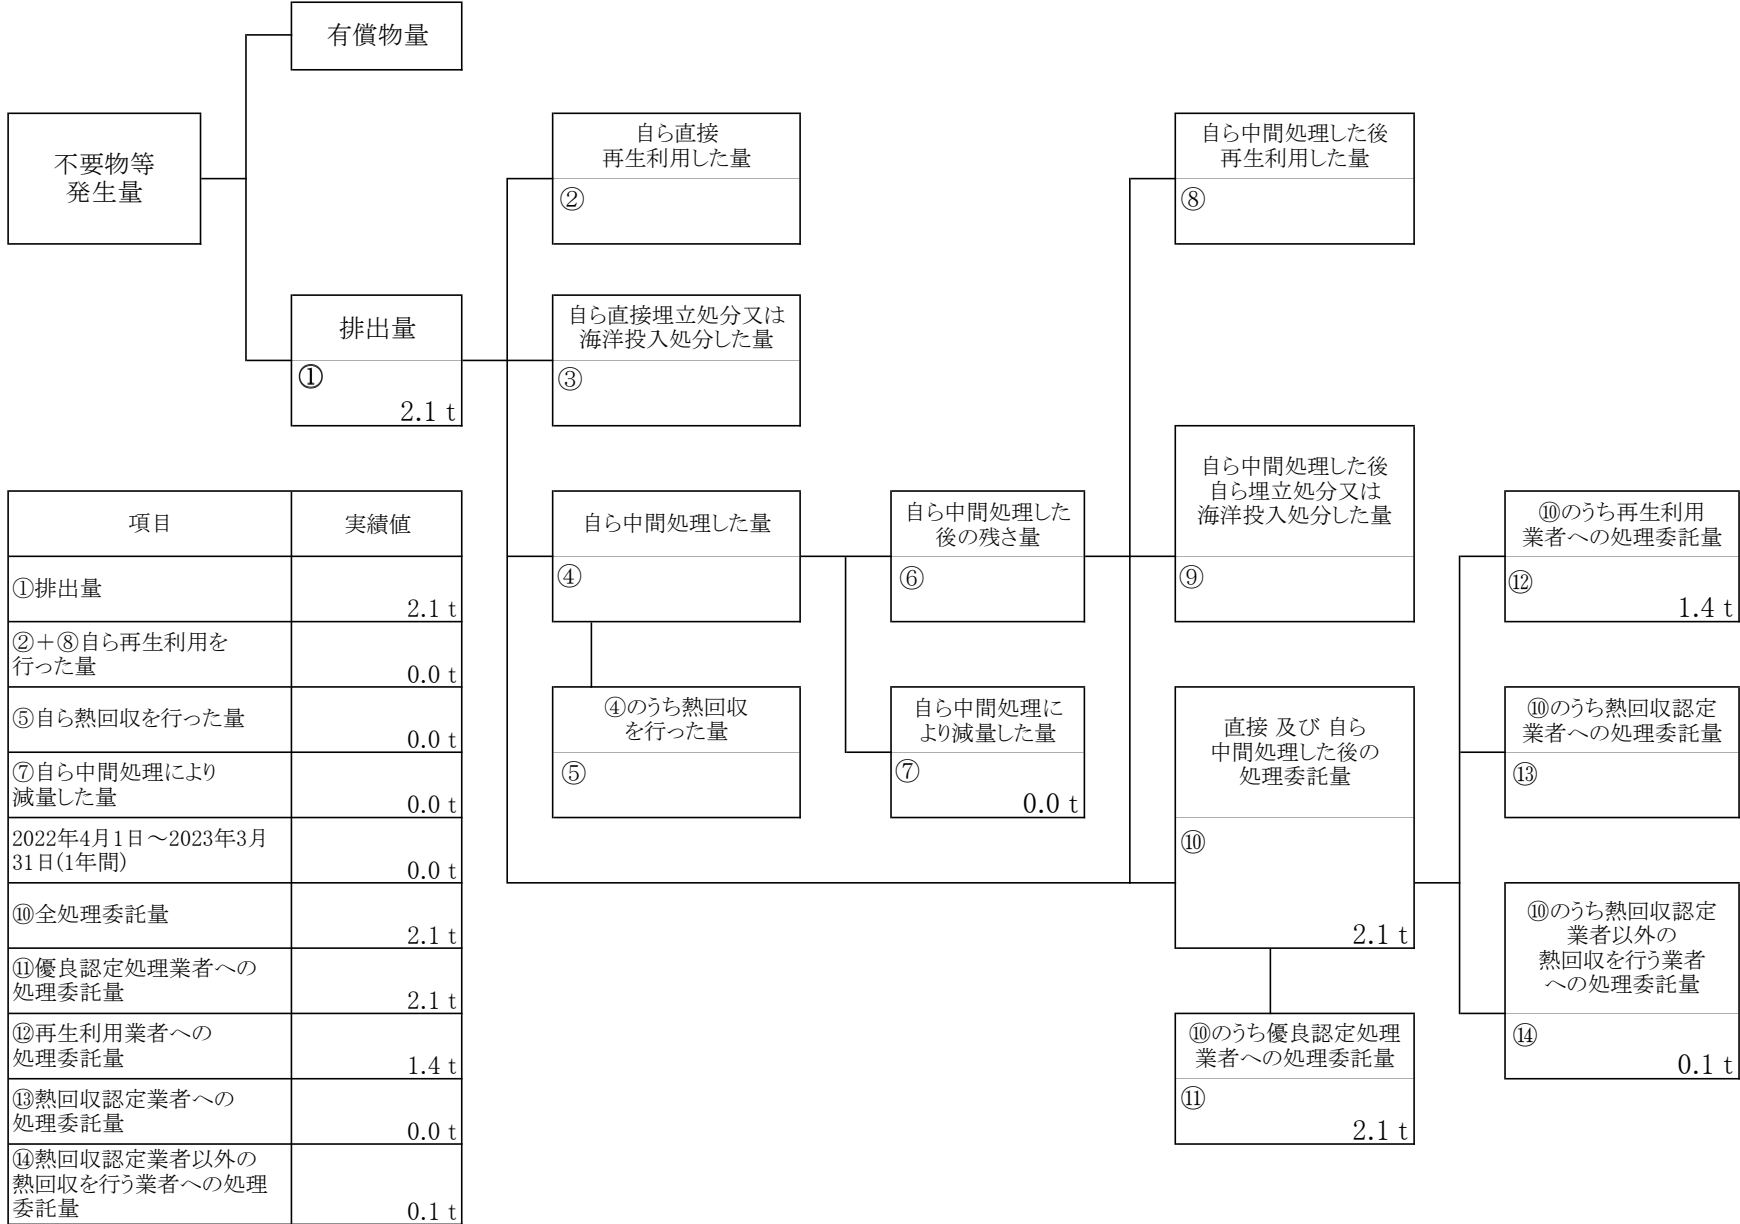 有償物量
不要物等
発生量
排出量
①
2.1 t
自ら直接
再生利用した量
②
自ら直接埋立処分又は
海洋投入処分した量
③
自ら中間処理した量
④
④のうち熱回収
を行った量
⑤
自ら中間処理した
後の残さ量
⑥
自ら中間処理に
より減量した量
⑦
0.0 t
自ら中間処理した後
再生利用した量
⑧
自ら中間処理した後
自ら埋立処分又は
海洋投入処分した量
⑨
直接 及び 自ら
中間処理した後の
処理委託量
⑩
2.1 t
⑩のうち優良認定処理
業者への処理委託量
⑪
2.1 t
⑩のうち再生利用
業者への処理委託量
⑫
1.4 t
⑩のうち熱回収認定
業者への処理委託量
⑬
⑩のうち熱回収認定
業者以外の
熱回収を行う業者
への処理委託量
⑭
0.1 t
項目 実績値
①排出量
2.1 t
②＋⑧自ら再生利用を
行った量
0.0 t
⑤自ら熱回収を行った量
0.0 t
⑦自ら中間処理により
減量した量
0.0 t
2022年4月1日～2023年3月
31日(1年間)
0.0 t
⑩全処理委託量
2.1 t
⑪優良認定処理業者への
処理委託量
2.1 t
⑫再生利用業者への
処理委託量
1.4 t
⑬熱回収認定業者への
処理委託量
0.0 t
⑭熱回収認定業者以外の
熱回収を行う業者への処理
委託量
0.1 t